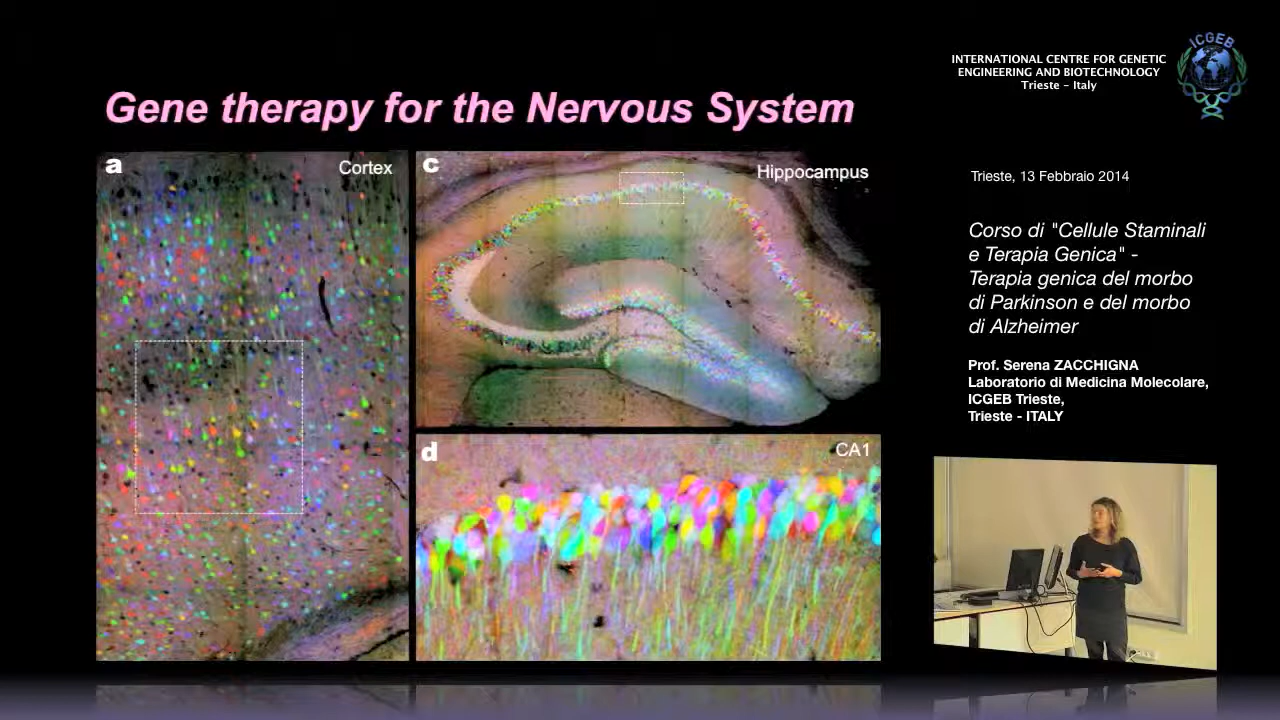 ICGEB
INTERNATIONAL CENTRE FOR GENETIC
ENGINEERING AND BIOTECHNOLOGY
Trieste - Italy
Gene therapy for the Nervous System
a
Cortex
c
Hippocampus
d
CA1
Trieste, 13 Febbraio 2014
Corso di "Cellule Staminali
e Terapia Genica" -
Terapia genica del morbo
di Parkinson e del morbo
di Alzheimer
Prof. Serena ZACCHIGNA
Laboratorio di Medicina Molecolare,
ICGEB Trieste,
Trieste - ITALY